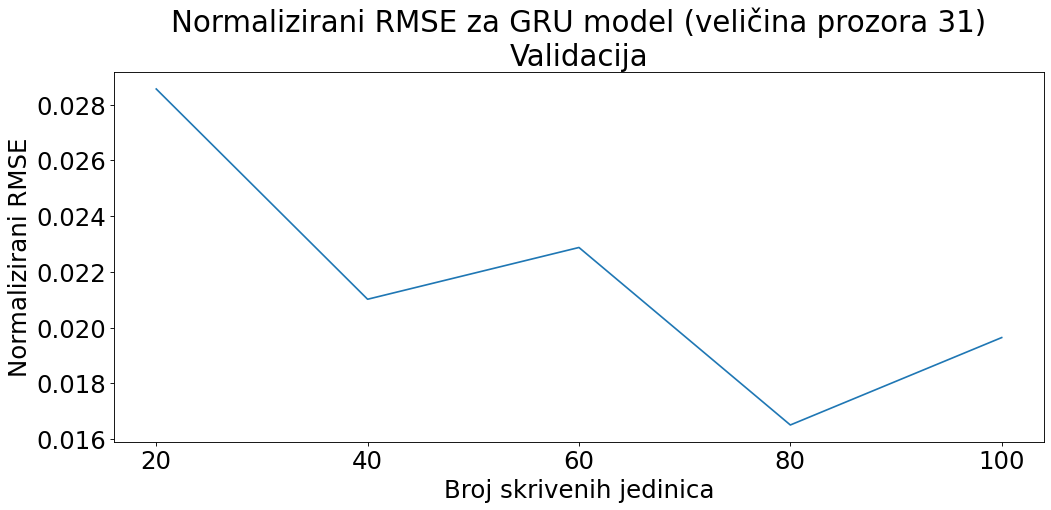 Normalizirani RMSE za GRU model (veličina prozora 31)
Validacija
Normalizirani RMSE
0.028
0.026
0.024
0.022
0.020
0.018
0.016
20 40 60 80 100
Broj skrivenih jedinica